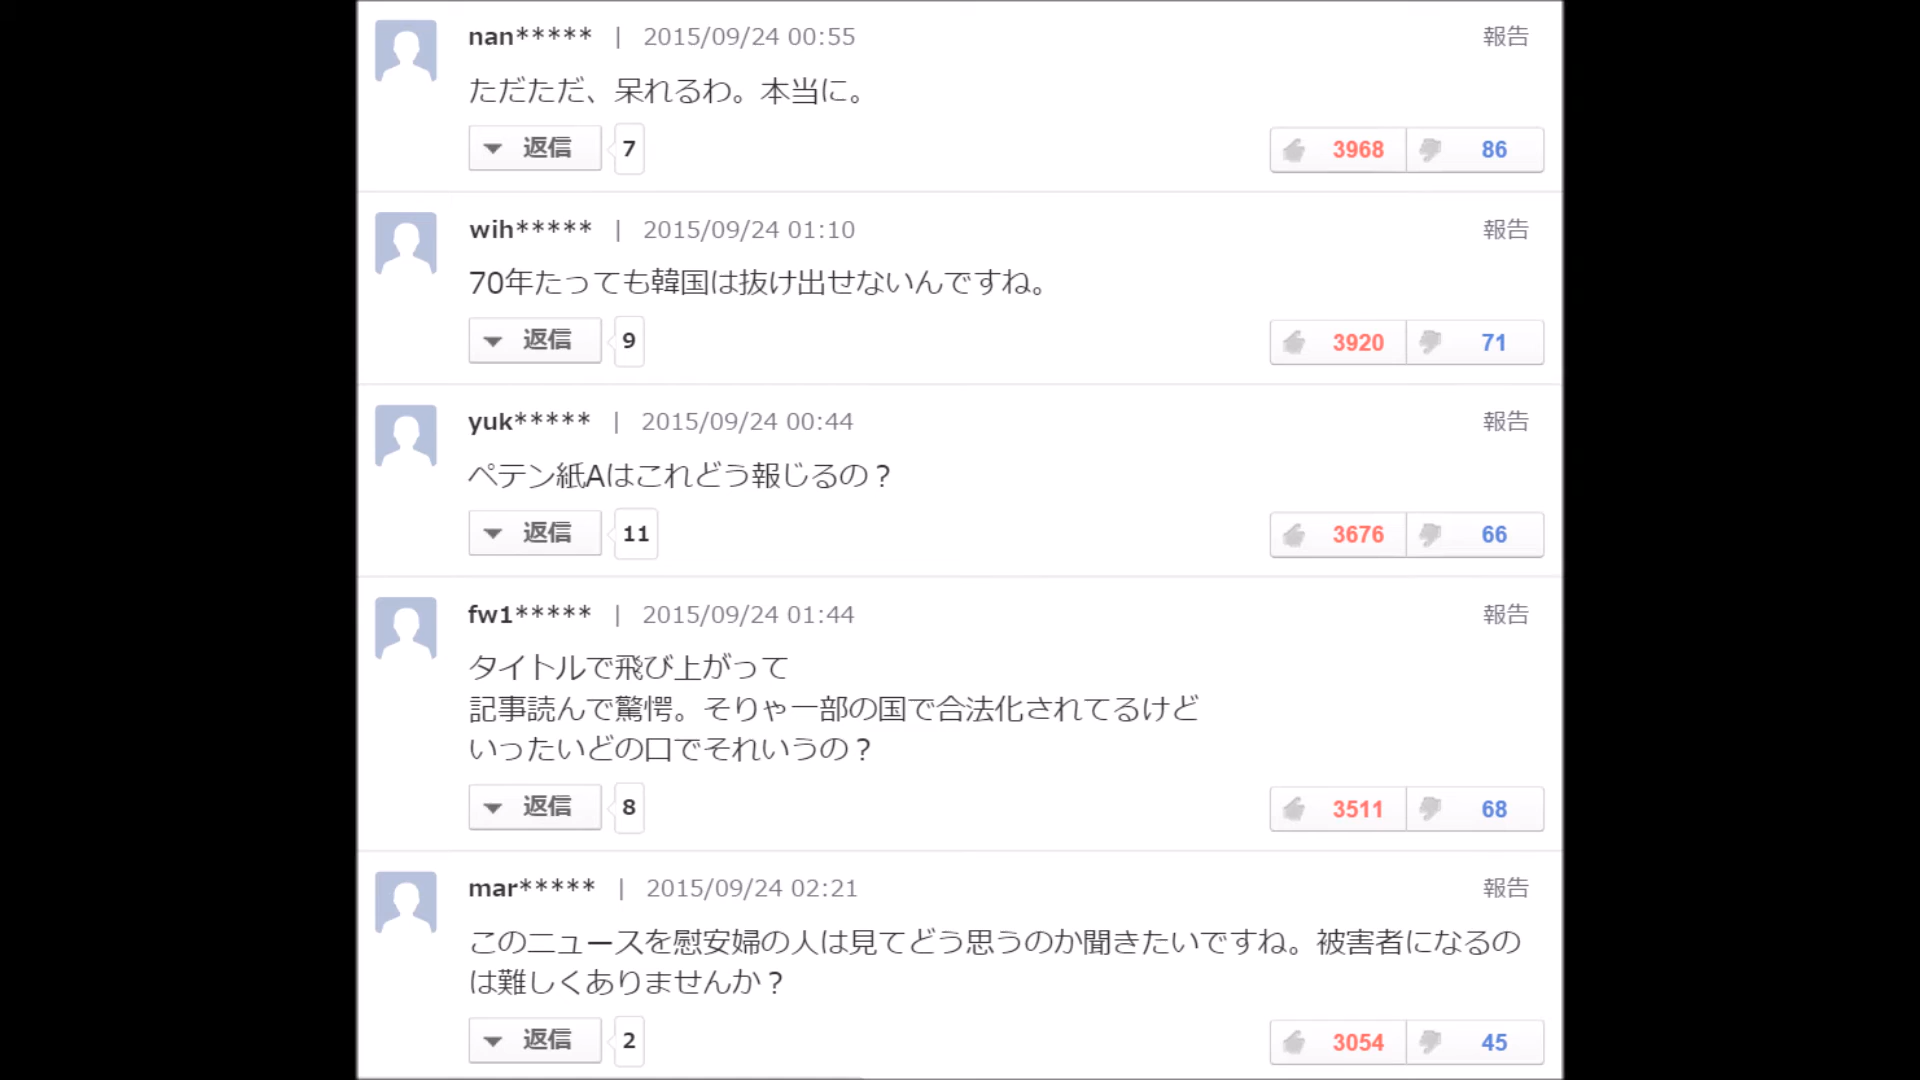 nan***** | 2015/09/24 00:55 報告
ただただ、呆れるわ。本当に。
返信 7 3968 86
wih***** | 2015/09/24 01:10 報告
70年たっても韓国は抜け出せないんですね。
返信 9 3920 71
yuk***** | 2015/09/24 00:44 報告
ペテン紙Aはこれどう報じるの？
返信 11 3676 66
fw1***** | 2015/09/24 01:44 報告
タイトルで飛び上がって
記事読んで驚愕。そりゃ一部の国で合法化されてるけど
いったいどの口でそれいうの？
返信 8 3511 68
mar***** | 2015/09/24 02:21 報告
このニュースを慰安婦の人は見てどう思うのか聞きたいですね。被害者になるの
は難しくありませんか？
返信 2 3054 45